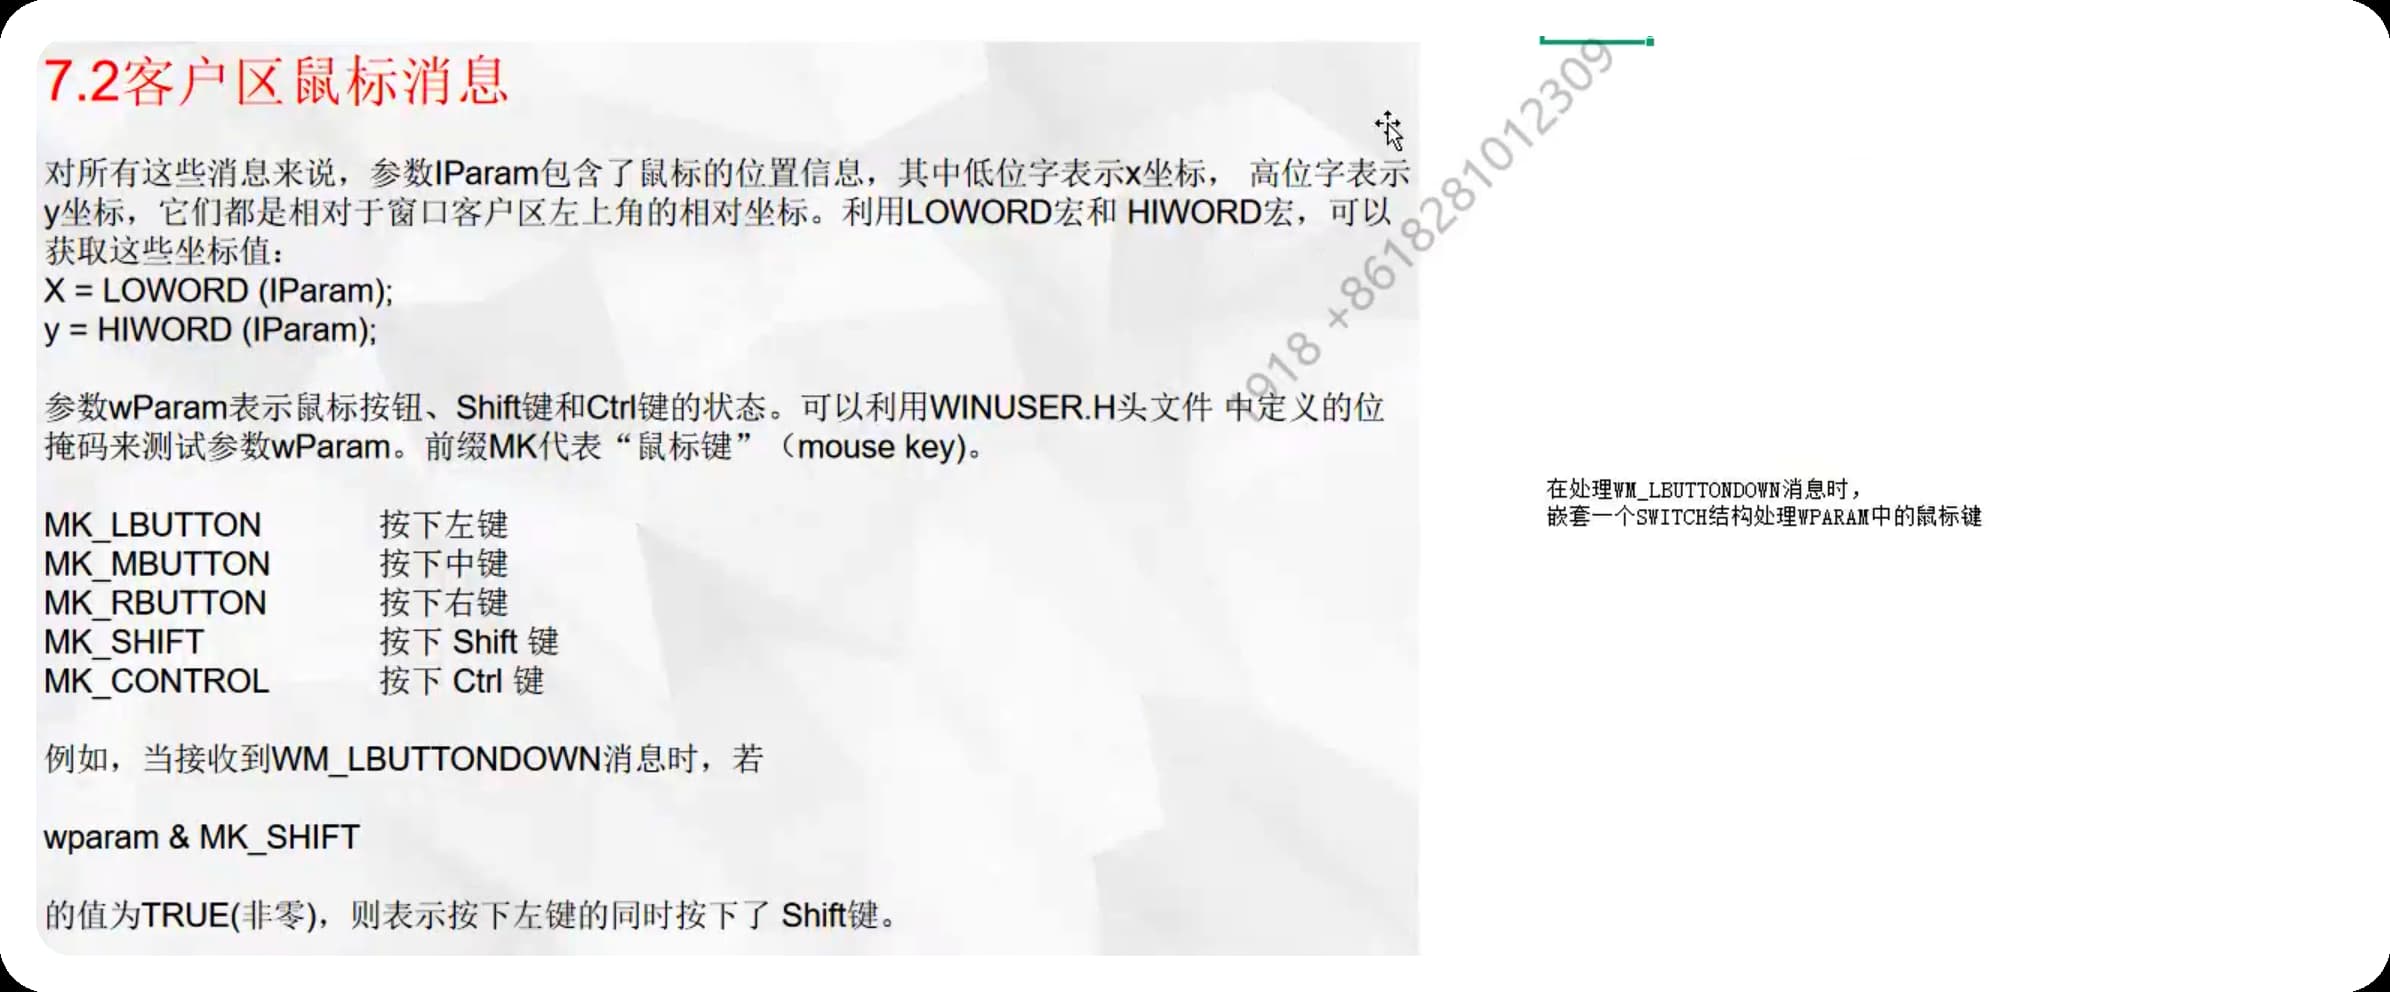 7.2客户区鼠标消息
对所有这些消息来说，参数lParam包含了鼠标的位置信息，其中低位字表示x坐标， 高位字表示
y坐标，它们都是相对于窗口客户区左上角的相对坐标。利用LOWORD宏和 HIWORD宏，可以
获取这些坐标值：
X = LOWORD (lParam);
y = HIWORD (lParam);
参数wParam表示鼠标按钮、Shift键和Ctrl键的状态。可以利用WINUSER.H头文件 中定义的位
掩码来测试参数wParam。前缀MK代表“鼠标键”（mouse key)。
MK_LBUTTON 按下左键
MK_MBUTTON 按下中键
MK_RBUTTON 按下右键
MK_SHIFT 按下 Shift 键
MK_CONTROL 按下 Ctrl 键
例如，当接收到WM_LBUTTONDOWN消息时，若
wparam & MK_SHIFT
的值为TRUE(非零)，则表示按下左键的同时按下了 Shift键。
1918 +8618281012309
在处理WM_LBUTTONDOWN消息时，
嵌套一个SWITCH结构处理WPARAM中的鼠标键